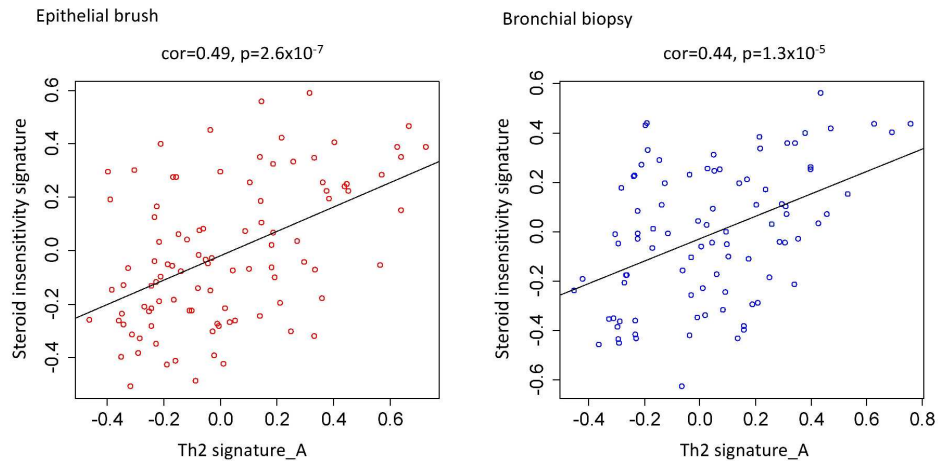 Epithelial brush
cor=0.49, p=2.6x10-7
Steroid insensitivity signature
0.6
0.4
0.2
0.0
-0.2
-0.4
-0.4 -0.2 0.0 0.2 0.4 0.6
Th2 signature_A
Bronchial biopsy
cor=0.44, p=1.3x10-5
Steroid insensitivity signature
0.6
0.4
0.2
0.0
-0.2
-0.4
-0.6
-0.4 -0.2 0.0 0.2 0.4 0.6 0.8
Th2 signature_A